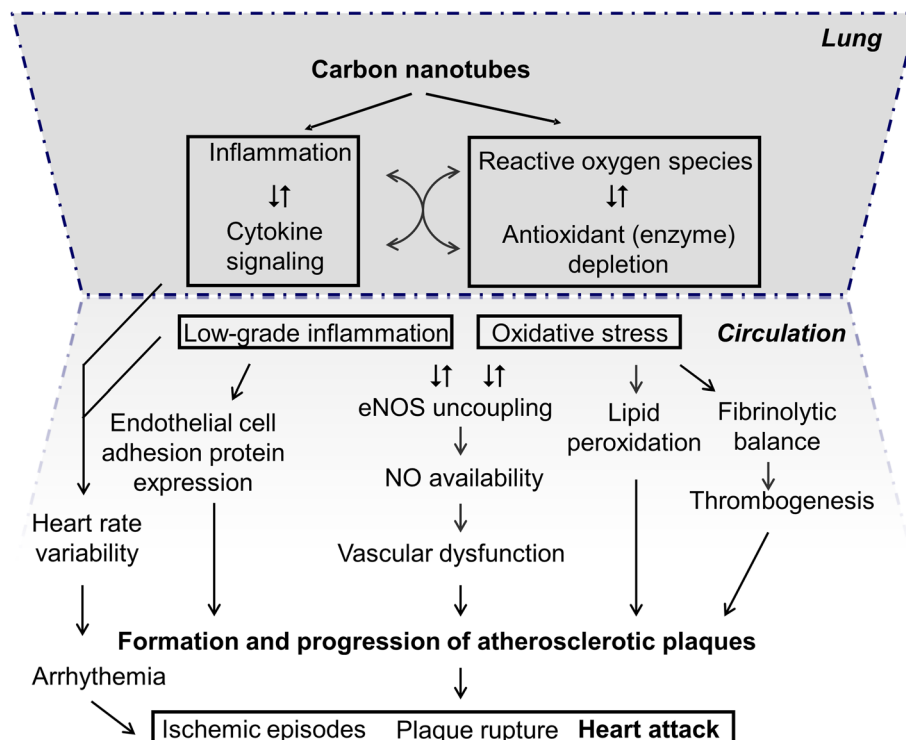 Lung
Carbon nanotubes
Inflammation
Cytokine
signaling
Reactive oxygen species
Antioxidant (enzyme)
depletion
Low-grade inflammation
Oxidative stress
Circulation
Endothelial cell
adhesion protein
expression
eNOS uncoupling
NO availability
Vascular dysfunction
Lipid
peroxidation
Fibrinolytic
balance
Thrombogenesis
Heart rate
variability
Formation and progression of atherosclerotic plaques
Arrhythemia
Ischemic episodes Plaque rupture Heart attack